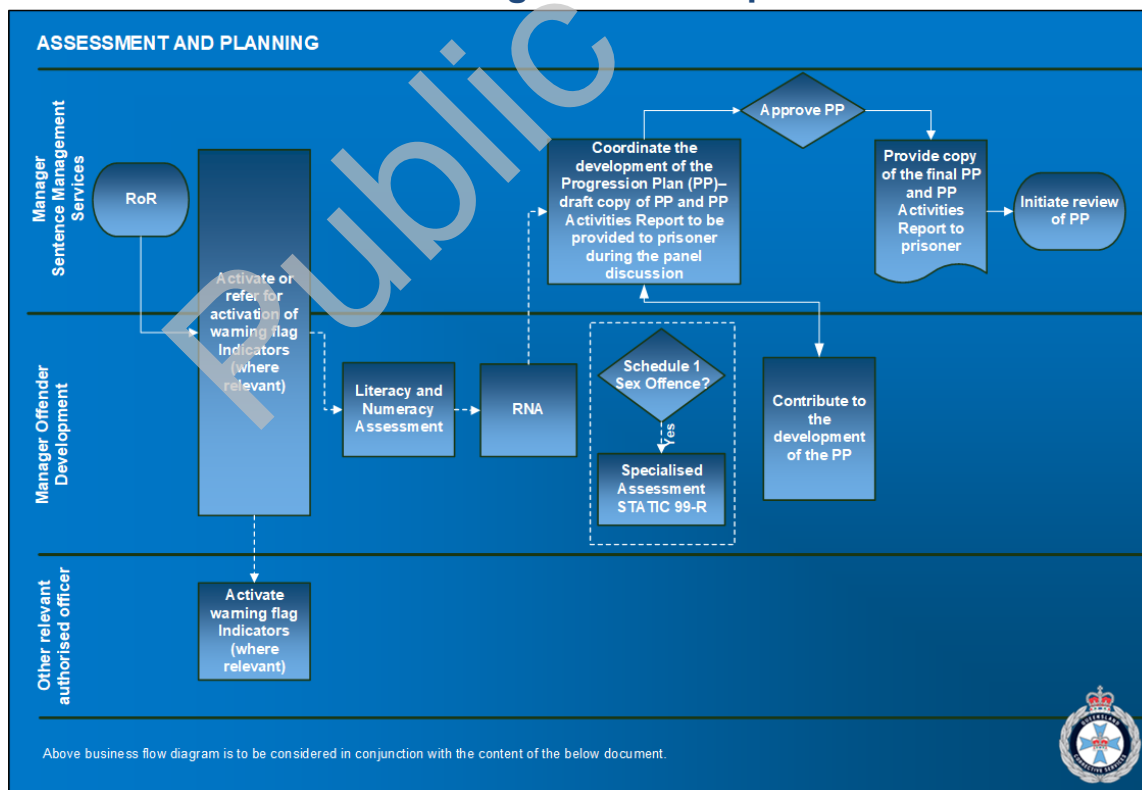 ASSESSMENT AND PLANNING
Manager
Sentence Management
Services
RoR
Activate or
refer for
activation of
warning flag
Indicators
(where
relevant)
Coordinate the
development of the
Progression Plan (PP)–
draft copy of PP and PP
Activities Report to be
provided to prisoner
during the panel
discussion
Approve PP
Provide copy
of the final PP
and PP
Activities
Report to
prisoner
Initiate review
of PP
Manager Offender
Development
Literacy and
Numeracy
Assessment
RNA
Schedule 1
Sex Offence?
Yes
Specialised
Assessment
STATIC 99-R
Contribute to
the
development
of the PP
Other relevant
authorised officer
Activate
warning flag
Indicators
(where
relevant)
Above business flow diagram is to be considered in conjunction with the content of the below document.
Public
QUEENSLAND
CORRECTIVE SERVICES